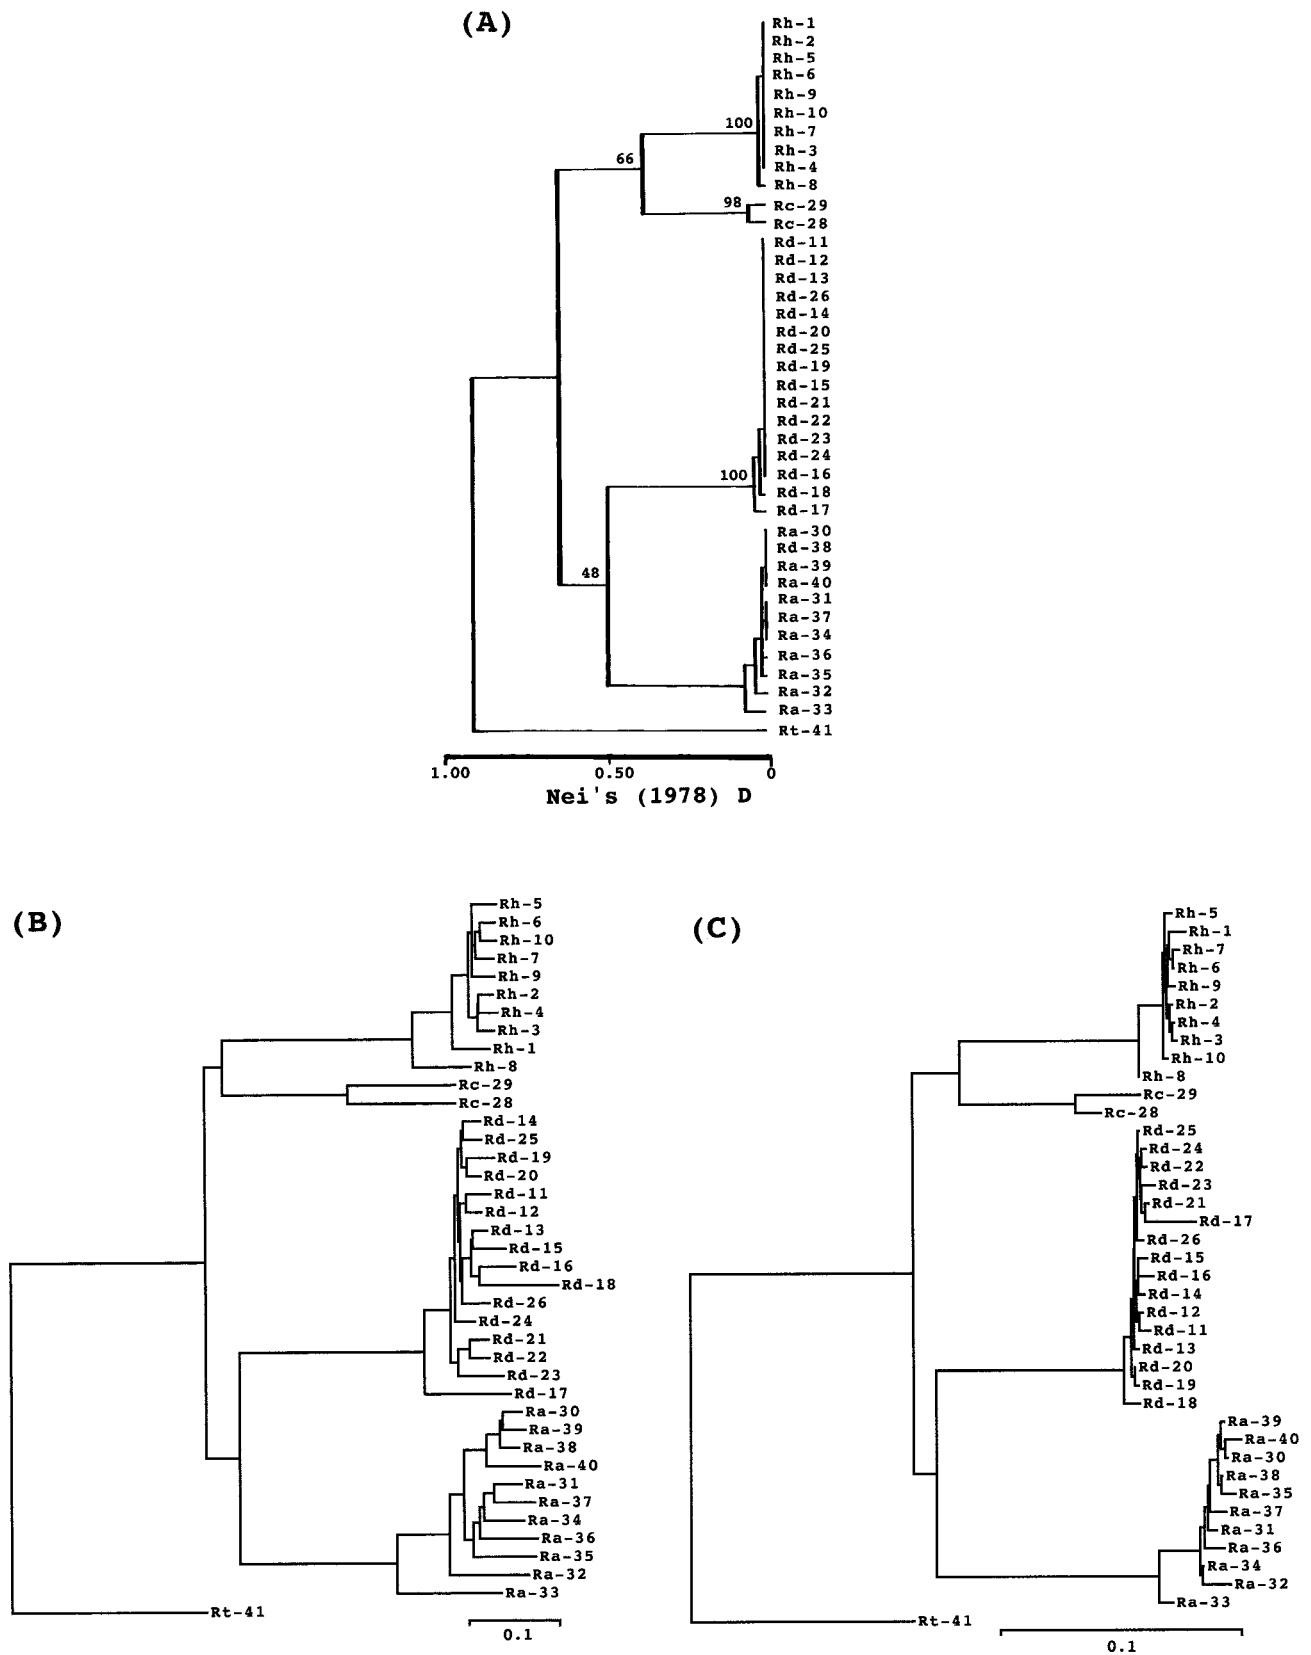 (A)
Rh-1
Rh-2
Rh-5
Rh-6
Rh-9
Rh-10
100
Rh-7
Rh-3
66
Rh-4
Rh-8
98
Rc-29
Rc-28
Rd-11
Rd-12
Rd-13
Rd-26
Rd-14
Rd-20
Rd-25
Rd-19
Rd-15
Rd-21
Rd-22
Rd-23
Rd-24
100
Rd-16
Rd-18
Rd-17
Ra-30
Rd-38
Ra-39
48
Ra-40
Ra-31
Ra-37
Ra-34
Ra-36
Ra-35
Ra-32
Ra-33
Rt-41
1.00 0.50 0
Nei's (1978) D
(B)
Rh-5
Rh-6
Rh-10
Rh-7
Rh-9
Rh-2
Rh-4
Rh-3
Rh-1
Rh-8
Rc-29
Rc-28
Rd-14
Rd-25
Rd-19
Rd-20
Rd-11
Rd-12
Rd-13
Rd-15
Rd-16
Rd-18
Rd-26
Rd-24
Rd-21
Rd-22
Rd-23
Rd-17
Ra-30
Ra-39
Ra-38
Ra-40
Ra-31
Ra-37
Ra-34
Ra-36
Ra-35
Ra-32
Ra-33
Rt-41
0.1
(C)
Rh-5
Rh-1
Rh-7
Rh-6
Rh-9
Rh-2
Rh-4
Rh-3
Rh-10
Rh-8
Rc-29
Rc-28
Rd-25
Rd-24
Rd-22
Rd-23
Rd-21
Rd-17
Rd-26
Rd-15
Rd-16
Rd-14
Rd-12
Rd-11
Rd-13
Rd-20
Rd-19
Rd-18
Ra-39
Ra-40
Ra-30
Ra-38
Ra-35
Ra-37
Ra-31
Ra-36
Ra-34
Ra-32
Ra-33
Rt-41
0.1